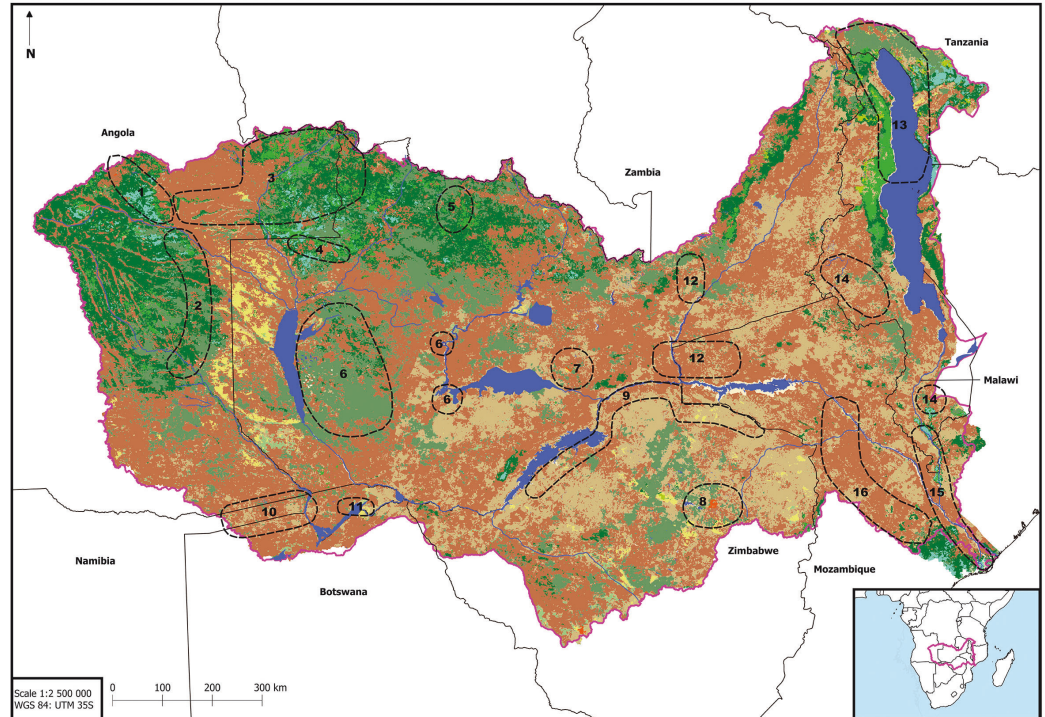 N
Tanzania
Angola
13
1
3
Zambia
5
4
2
12
14
6
6
12
7
Malawi
6
9
14
8
15
16
10
11
Zimbabwe
Namibia
Mozambique
Botswana
Scale 1:2 500 000
WGS 84: UTM 35S
0 100 200 300 km